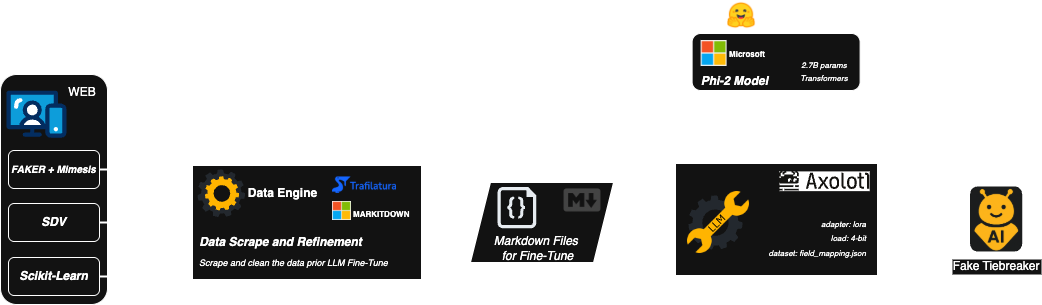 WEB
FAKER + Mimesis
SDV
Scikit-Learn
Data Engine
Trafilatura
MARKITDOWN
Data Scrape and Refinement
Scrape and clean the data prior LLM Fine-Tune
{}
M
Markdown Files
for Fine-Tune
Microsoft
2.7B params
Phi-2 Model
Transformers
Axolotl
LLM
adapter: lora
load: 4-bit
dataset: field_mapping.json
AI
Fake Tiebreaker